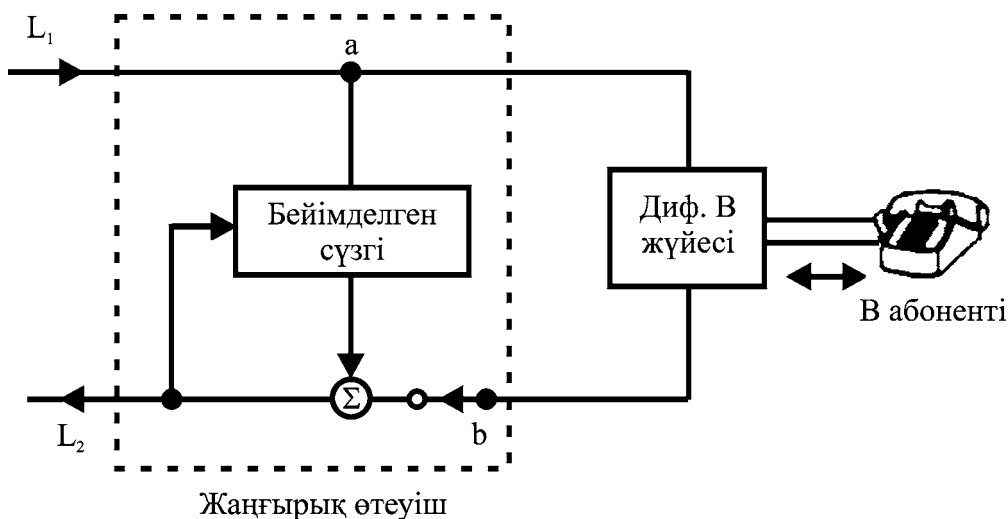 L₁
a
Бейімделген
сүзгі
Диф. В
жүйесі
В абоненті
Σ
L₂
b
Жаңғырық өтеуіш